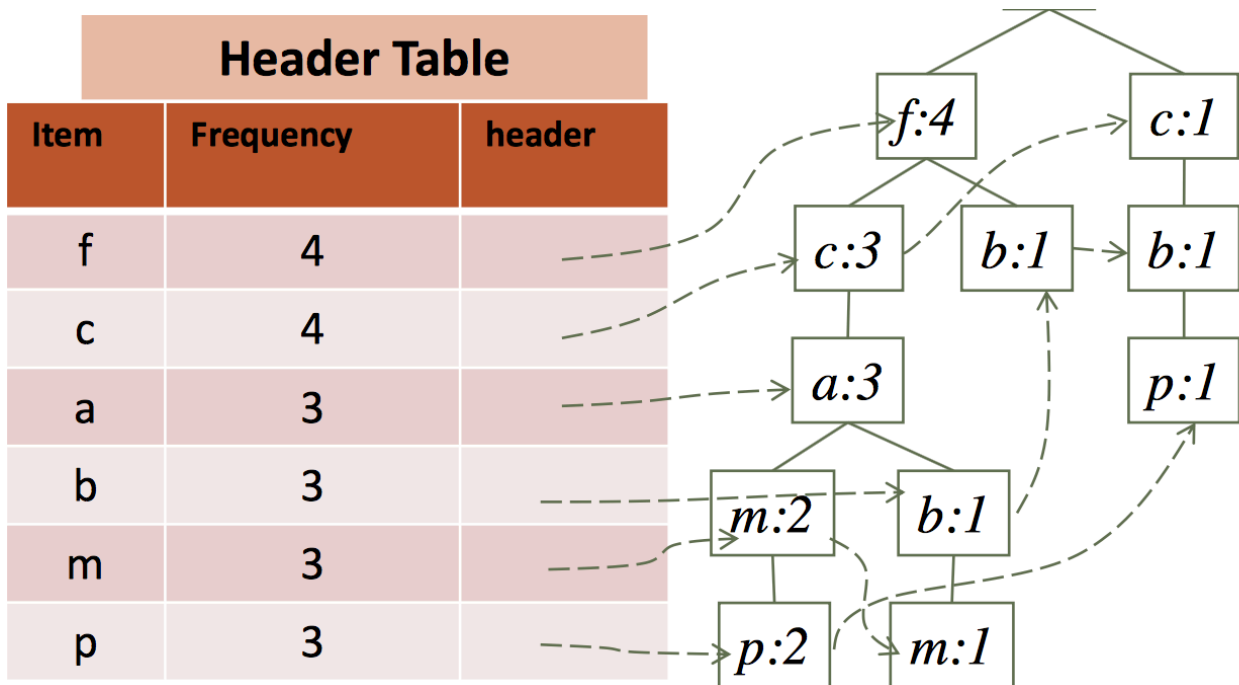 Header Table
Item Frequency header
f 4
c 4
a 3
b 3
m 3
p 3
f:4 c:1
c:3 b:1 b:1
a:3 p:1
m:2 b:1
p:2 m:1